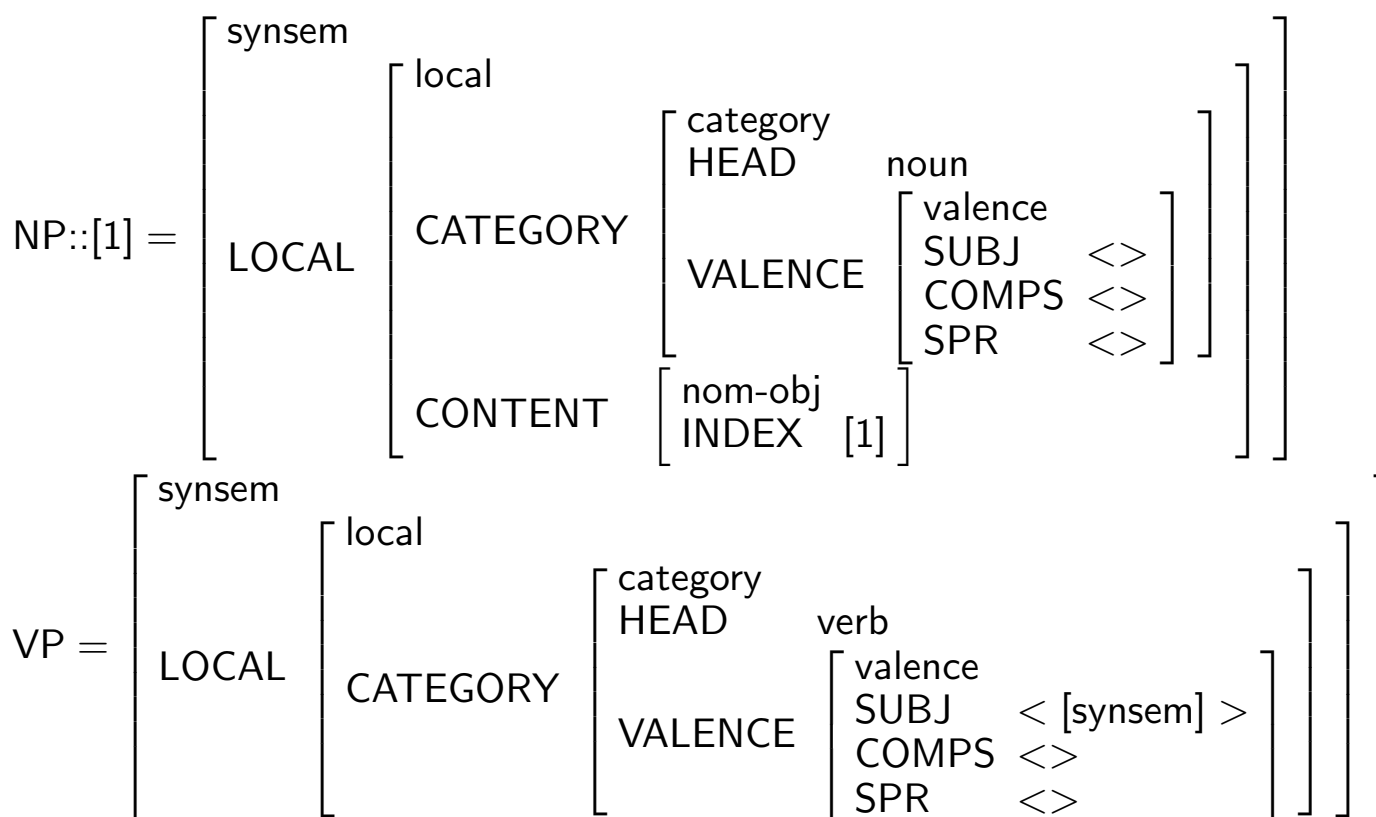 synsem
local
category
HEAD noun
valence
NP::[1] = LOCAL CATEGORY VALENCE SUBJ <>
COMPS <>
SPR <>
nom-obj
CONTENT INDEX [1]
synsem
local
category
HEAD verb
valence
VP = LOCAL CATEGORY VALENCE SUBJ < [synsem] >
COMPS <>
SPR <>